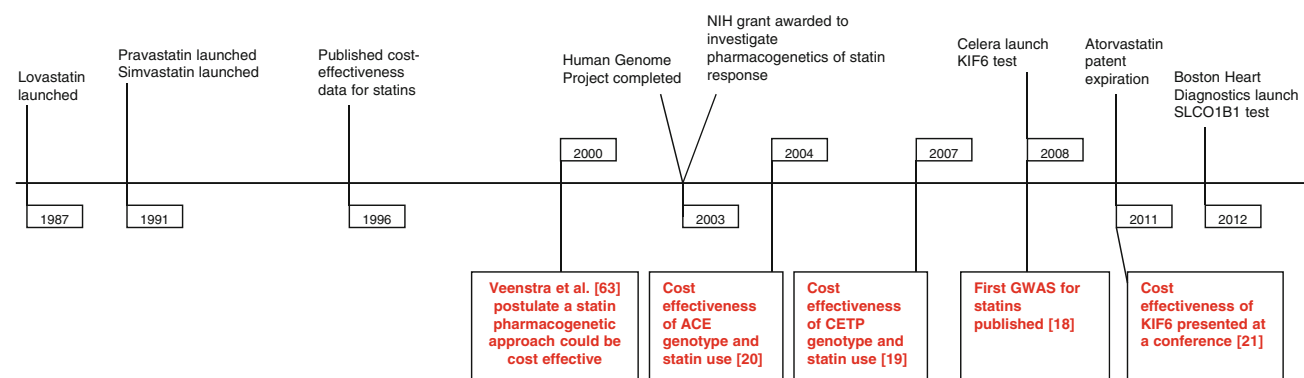 Lovastatin
launched
Pravastatin launched
Simvastatin launched
Published cost-
effectiveness
data for statins
Human Genome
Project completed
NIH grant awarded to
investigate
pharmacogenetics of statin
response
Celera launch
KIF6 test
Atorvastatin
patent
expiration
Boston Heart
Diagnostics launch
SLCO1B1 test
1987
1991
1996
2000
2003
2004
2007
2008
2011
2012
Veenstra et al. [63]
postulate a statin
pharmacogenetic
approach could be
cost effective
Cost
effectiveness
of ACE
genotype and
statin use [20]
Cost
effectiveness
of CETP
genotype and
statin use [19]
First GWAS for
statins
published [18]
Cost
effectiveness of
KIF6 presented at
a conference [21]